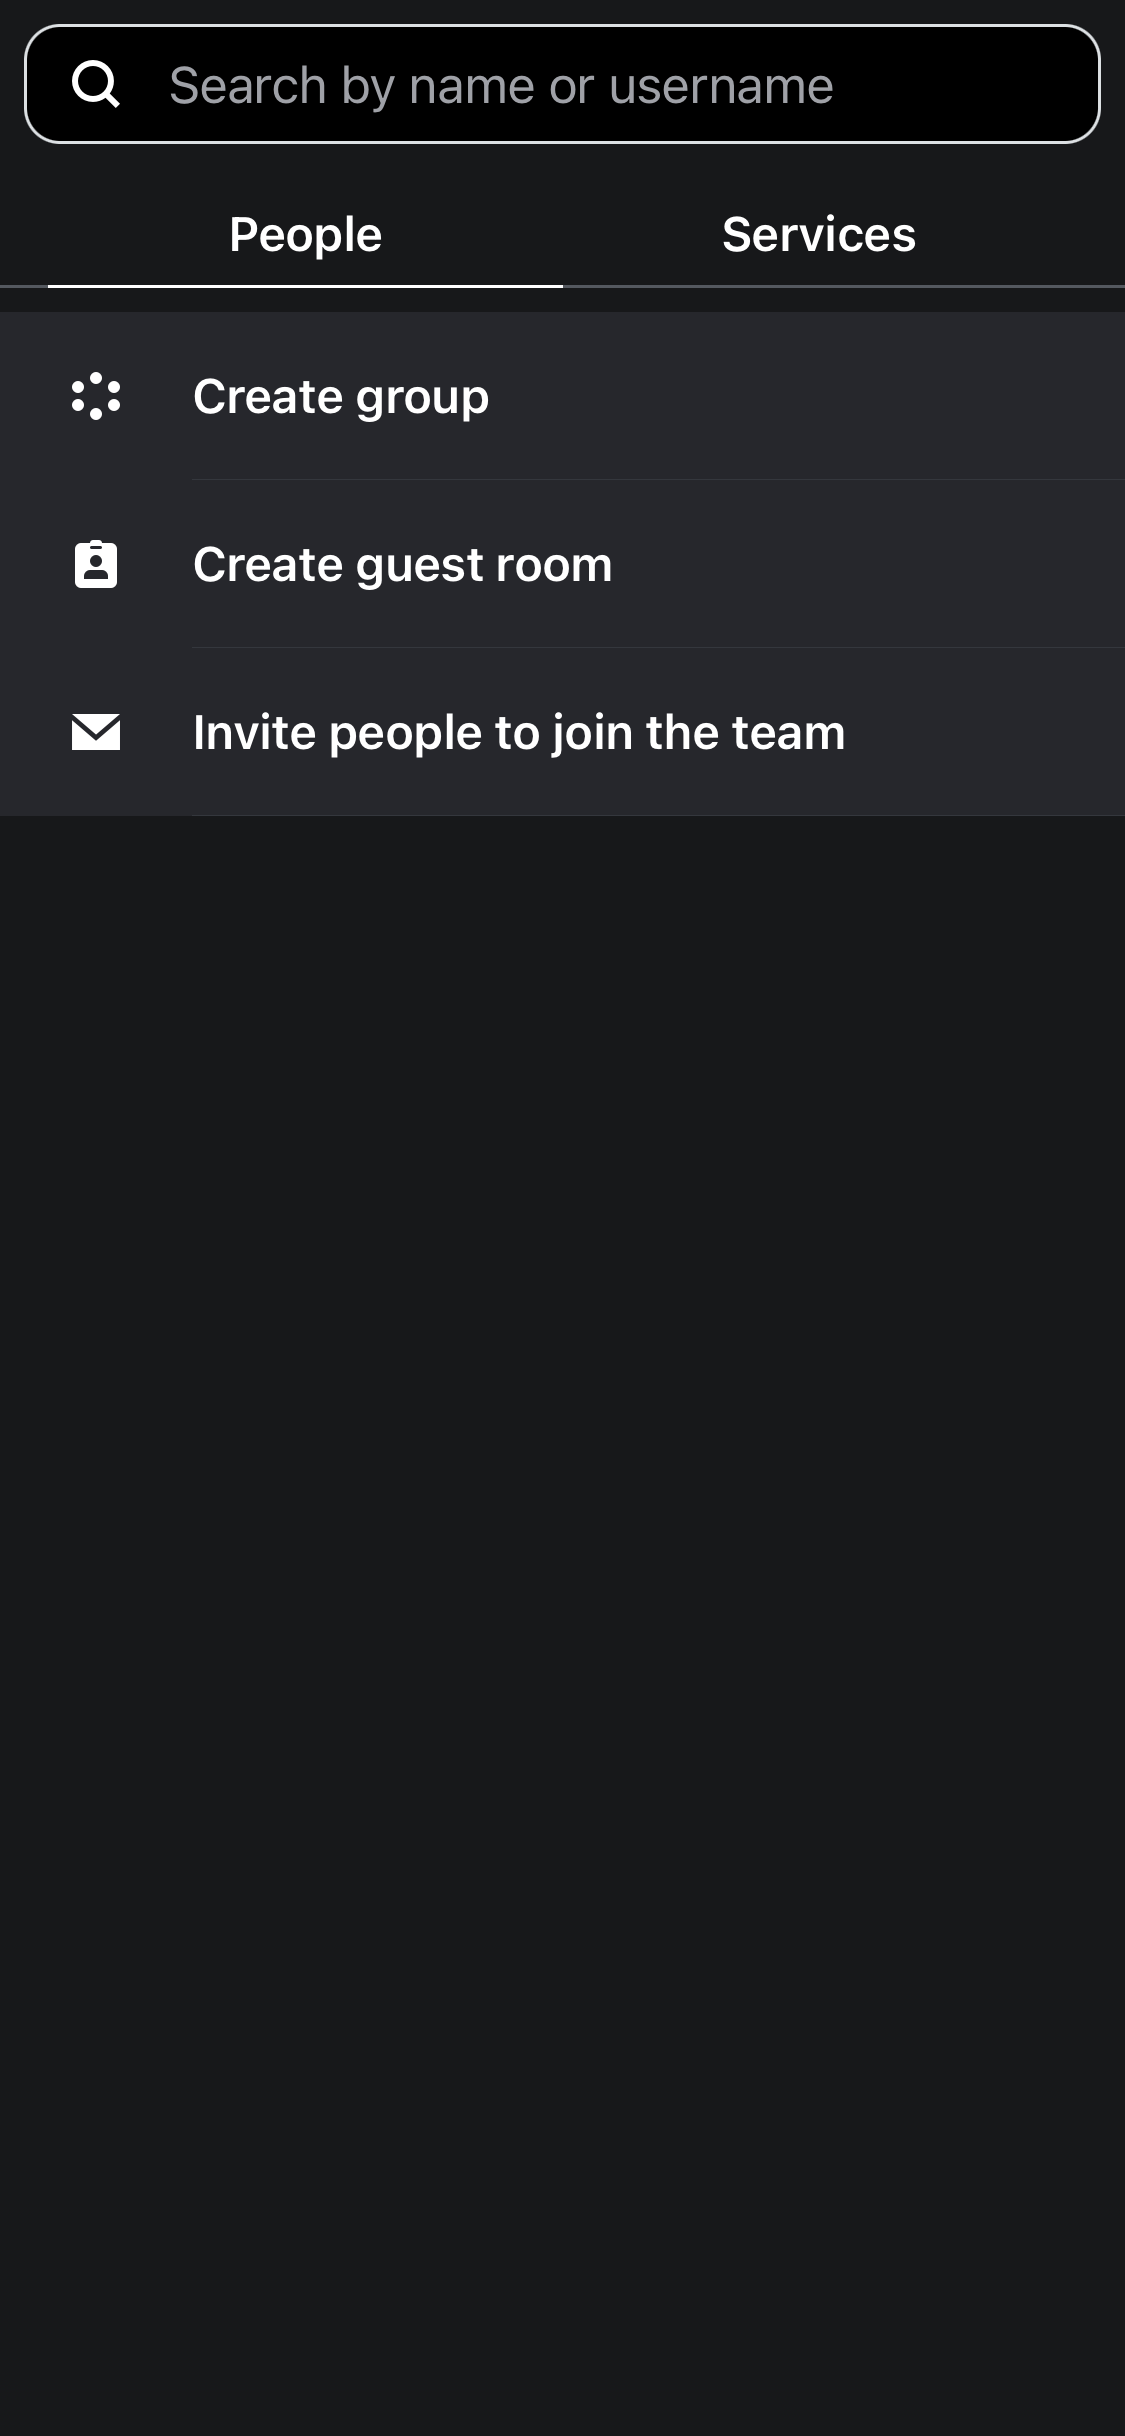 Search by name or username
People
Services
Create group
Create guest room
Invite people to join the team